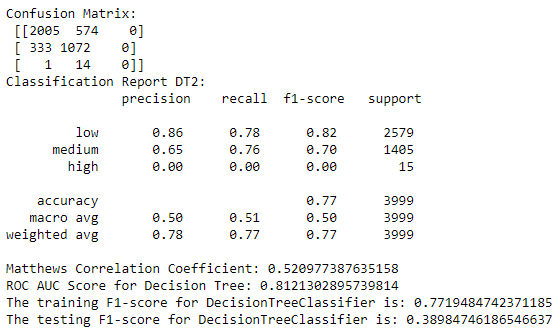 Confusion Matrix:
[[2005 574 0]
[ 333 1072 0]
[ 1 14 0]]
Classification Report DT2:
precision recall f1-score support
low 0.86 0.78 0.82 2579
medium 0.65 0.76 0.70 1405
high 0.00 0.00 0.00 15
accuracy 0.77 3999
macro avg 0.50 0.51 0.50 3999
weighted avg 0.78 0.77 0.77 3999
Matthews Correlation Coefficient: 0.520977387635158
ROC AUC Score for Decision Tree: 0.8121302895739814
The training F1-score for DecisionTreeClassifier is: 0.7719484742371185
The testing F1-score for DecisionTreeClassifier is: 0.38984746186546637